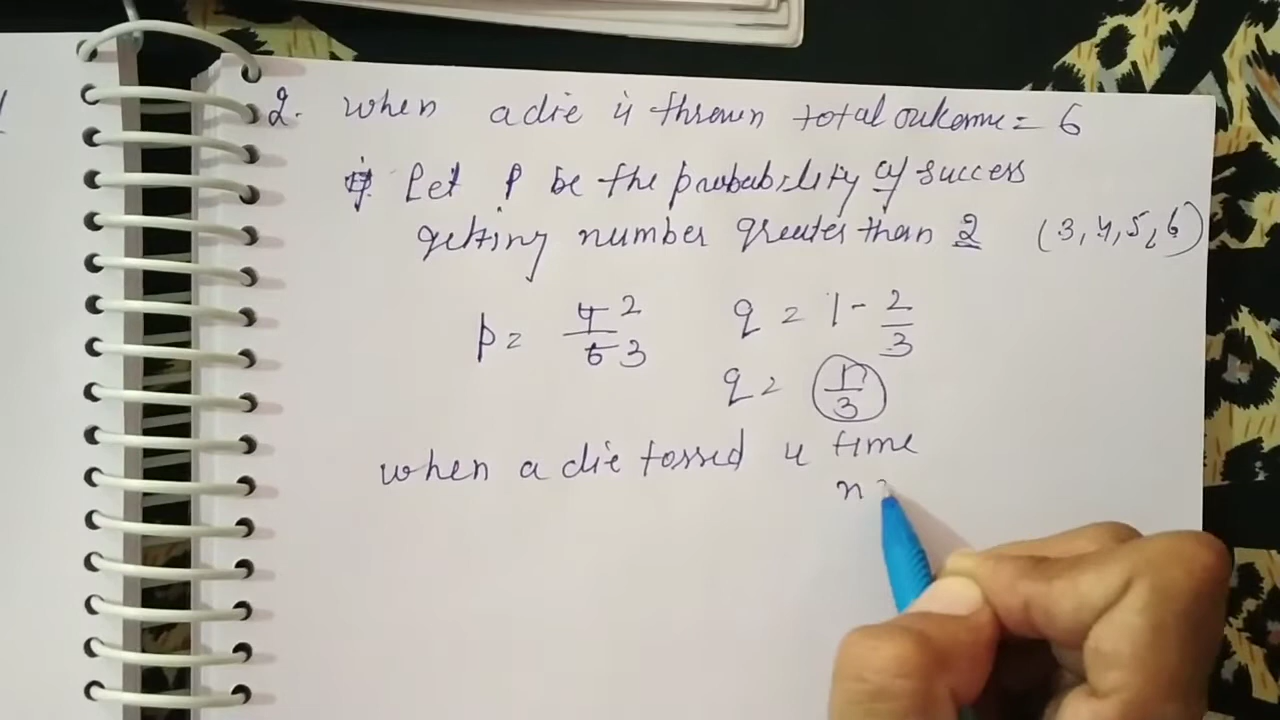 2. when a die is thrown total outcome = 6
Let P be the probability of success
getting number greater than 2 (3,4,5,6)
p = 4/6 2/3 q = 1 - 2/3
q = 1/3
when a die tossed 4 time
n =